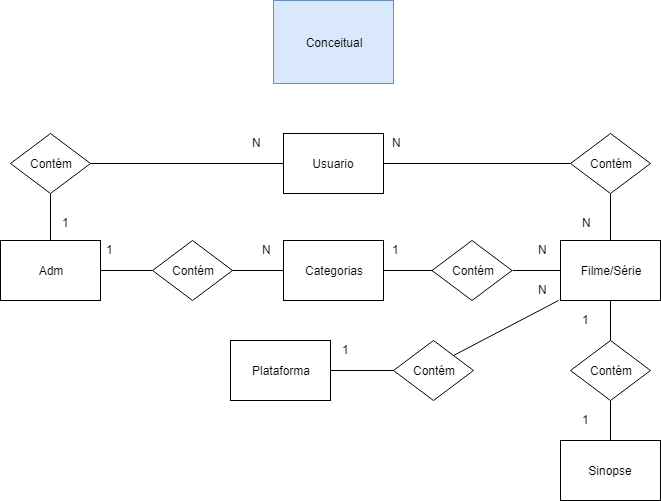 Conceitual
N
N
Contém
Usuario
Contém
1
N
Adm
1
Contém
N
Categorias
1
Contém
N
Filme/Série
N
Plataforma
1
Contém
1
Contém
1
Sinopse